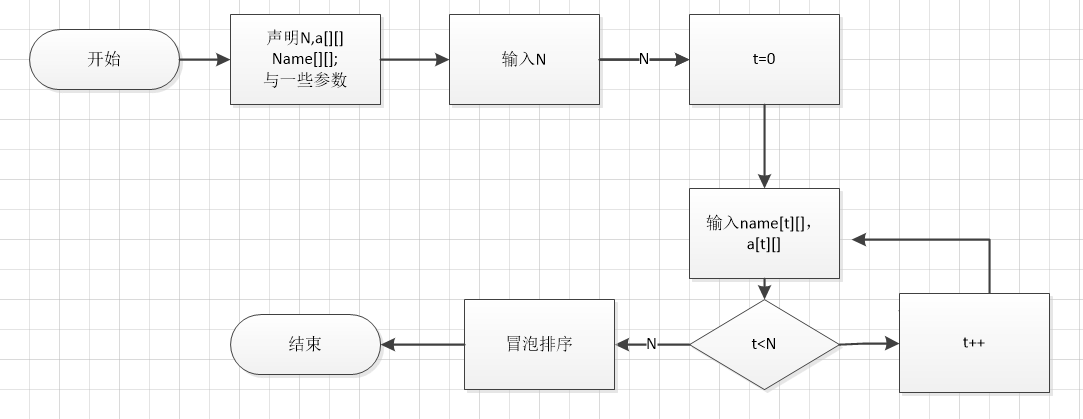 开始
声明N,a[][]
Name[][];
与一些参数
输入N
N
t=0
输入name[t][],
a[t][]
t<N
t++
N
冒泡排序
结束